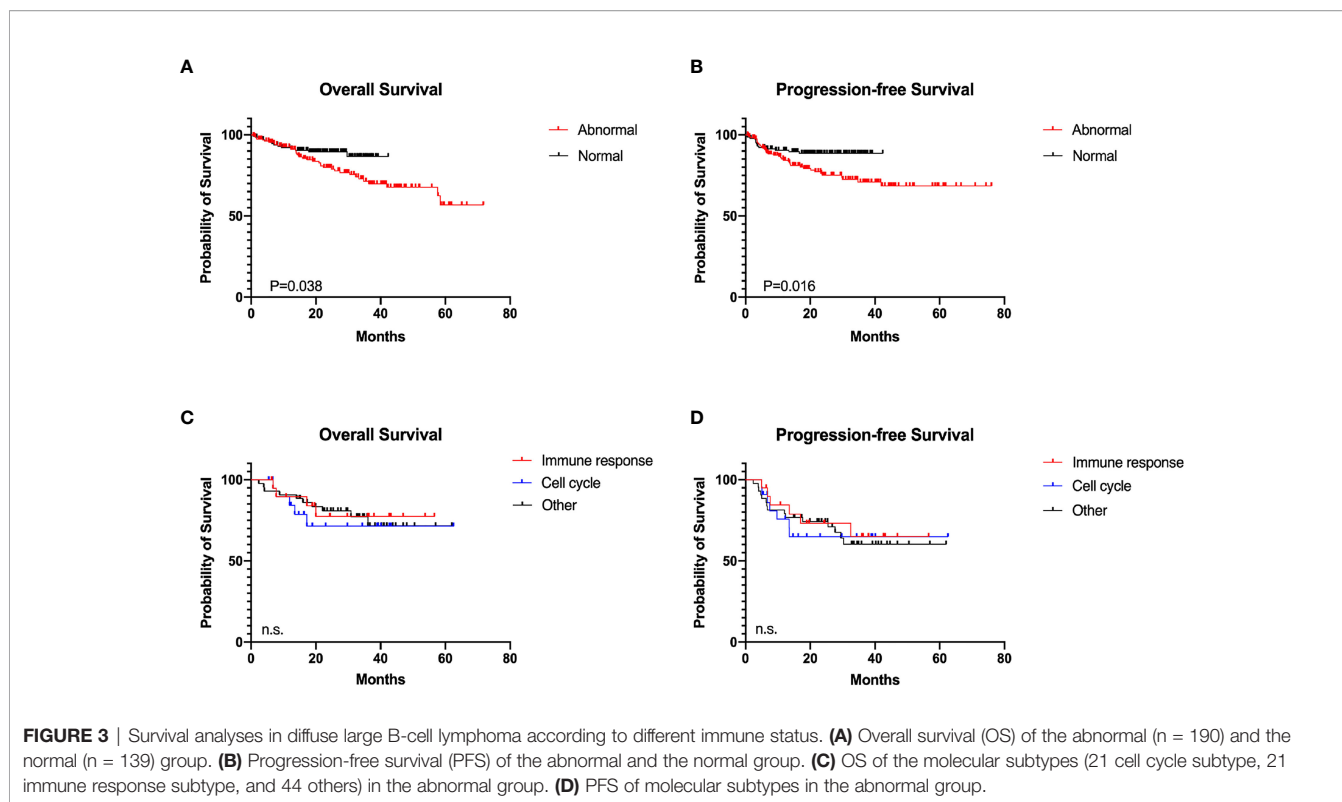 A
Overall Survival
Probability of Survival
100
50
0
0 20 40 60 80
Months
P=0.038
Abnormal
Normal
B
Progression-free Survival
Probability of Survival
100
50
0
0 20 40 60 80
Months
P=0.016
Abnormal
Normal
C
Overall Survival
Probability of Survival
100
50
0
0 20 40 60 80
Months
n.s.
Immune response
Cell cycle
Other
D
Progression-free Survival
Probability of Survival
100
50
0
0 20 40 60 80
Months
n.s.
Immune response
Cell cycle
Other
FIGURE 3 | Survival analyses in diffuse large B-cell lymphoma according to different immune status. (A) Overall survival (OS) of the abnormal (n = 190) and the
normal (n = 139) group. (B) Progression-free survival (PFS) of the abnormal and the normal group. (C) OS of the molecular subtypes (21 cell cycle subtype, 21
immune response subtype, and 44 others) in the abnormal group. (D) PFS of molecular subtypes in the abnormal group.